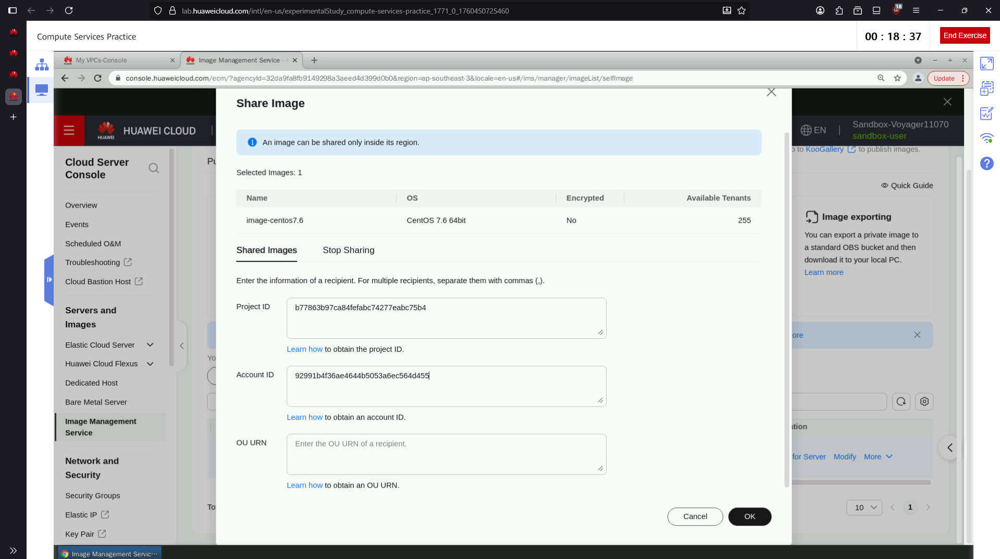 lab.huaweicloud.com/intl/en-us/experimentalStudy_compute-services-practice_1771_0_1760450725460
18
Compute Services Practice
00 : 18 : 37
End Exercise
My VPCs-Console
Image Management Service -
console.huaweicloud.com/ecm/?agencyId=32da9fa8fb9149298a3aeed4d399d0b0&region=ap-southeast-3&locale=en-us#/ims/manager/imageList/selfImage
Update
HUAWEI
HUAWEI CLOUD
EN
Sandbox-Voyager11070
sandbox-user
Cloud Server
Console
Overview
Events
Scheduled O&M
Troubleshooting
Cloud Bastion Host
Servers and
Images
Elastic Cloud Server
Huawei Cloud Flexus
Dedicated Host
Bare Metal Server
Image Management
Service
Network and
Security
Security Groups
Elastic IP
Key Pair
Share Image
An image can be shared only inside its region.
Selected Images: 1
Name OS Encrypted Available Tenants
image-centos7.6 CentOS 7.6 64bit No 255
Shared Images Stop Sharing
Enter the information of a recipient. For multiple recipients, separate them with commas (,).
Project ID
b77863b97ca84fefabc74277eabc75b4
Learn how to obtain the project ID.
Account ID
92991b4f36ae4644b5053a6ec564d455
Learn how to obtain an account ID.
OU URN
Enter the OU URN of a recipient.
Learn how to obtain an OU URN.
Cancel OK
KooGallery to publish images.
Quick Guide
Image exporting
You can export a private image to
a standard OBS bucket and then
download it to your local PC.
Learn more
for Server Modify More
10 1
Image Management Servic···